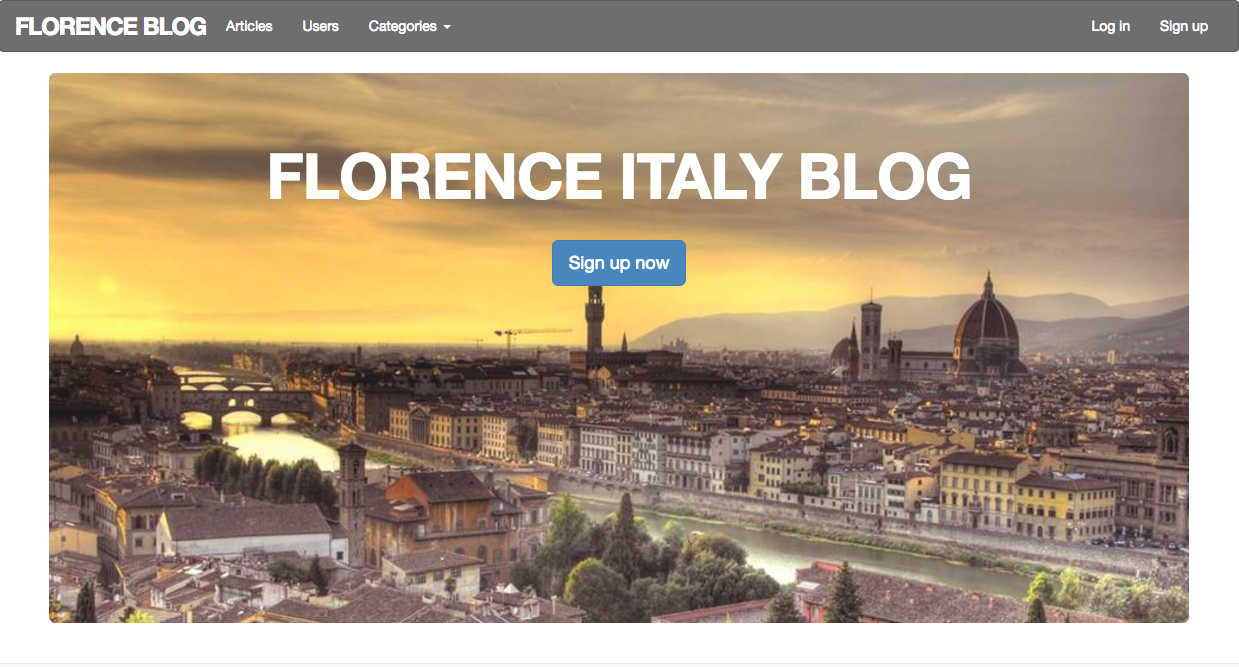 FLORENCE BLOG Articles Users Categories Log in Sign up
FLORENCE ITALY BLOG
Sign up now